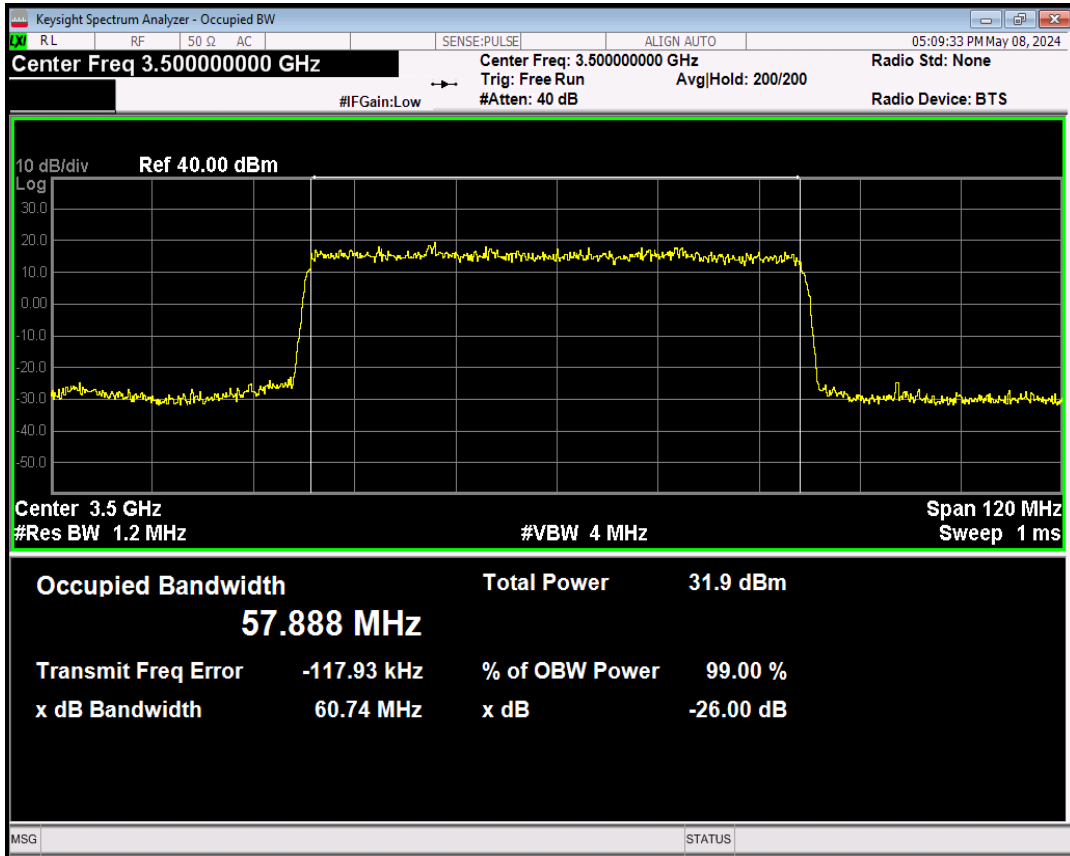 Keysight Spectrum Analyzer - Occupied BW
LXI RL RF 50 Ω AC SENSE:PULSE ALIGN AUTO 05:09:33 PM May 08, 2024
Center Freq 3.500000000 GHz Center Freq: 3.500000000 GHz Radio Std: None
Trig: Free Run Avg|Hold: 200/200
#IFGain:Low #Atten: 40 dB Radio Device: BTS
10 dB/div Ref 40.00 dBm
Log
30.0
20.0
10.0
0.00
-10.0
-20.0
-30.0
-40.0
-50.0
Center 3.5 GHz Span 120 MHz
#Res BW 1.2 MHz #VBW 4 MHz Sweep 1 ms
Occupied Bandwidth Total Power 31.9 dBm
57.888 MHz
Transmit Freq Error -117.93 kHz % of OBW Power 99.00 %
x dB Bandwidth 60.74 MHz x dB -26.00 dB
MSG STATUS